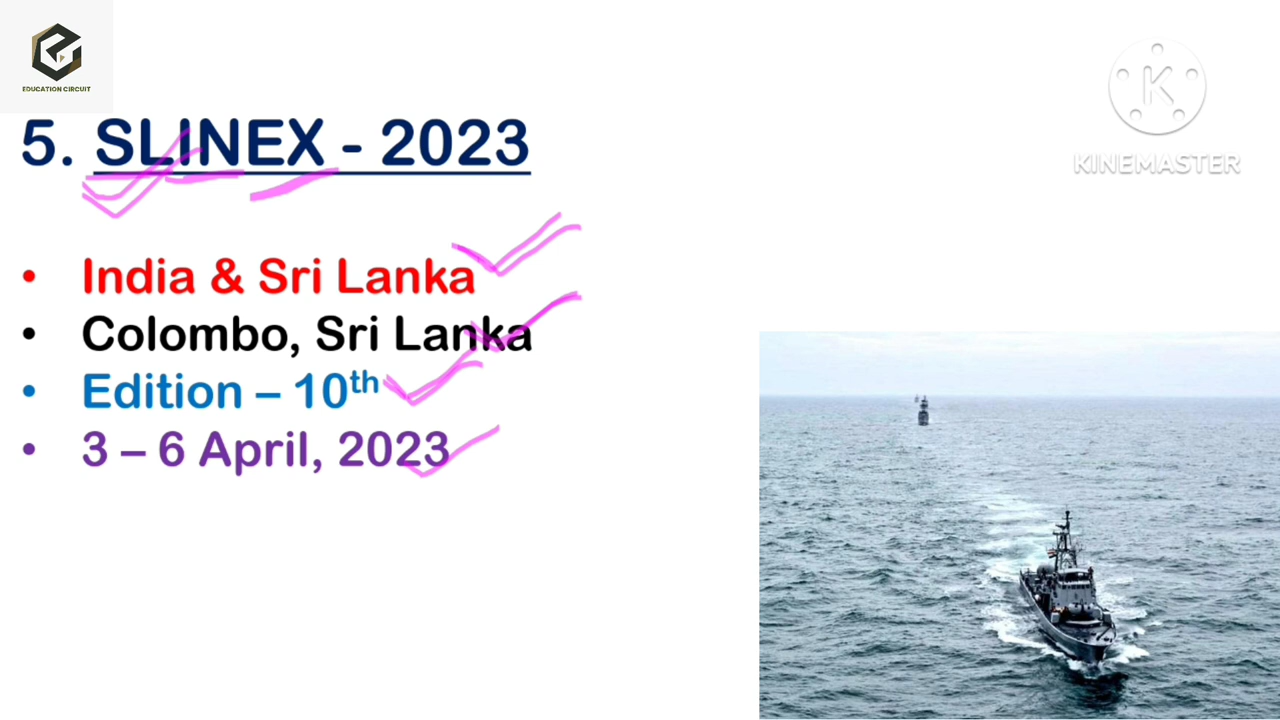 EDUCATION CIRCUIT
KINEMASTER
5. SLINEX - 2023
• India & Sri Lanka
• Colombo, Sri Lanka
• Edition – 10th
• 3 – 6 April, 2023